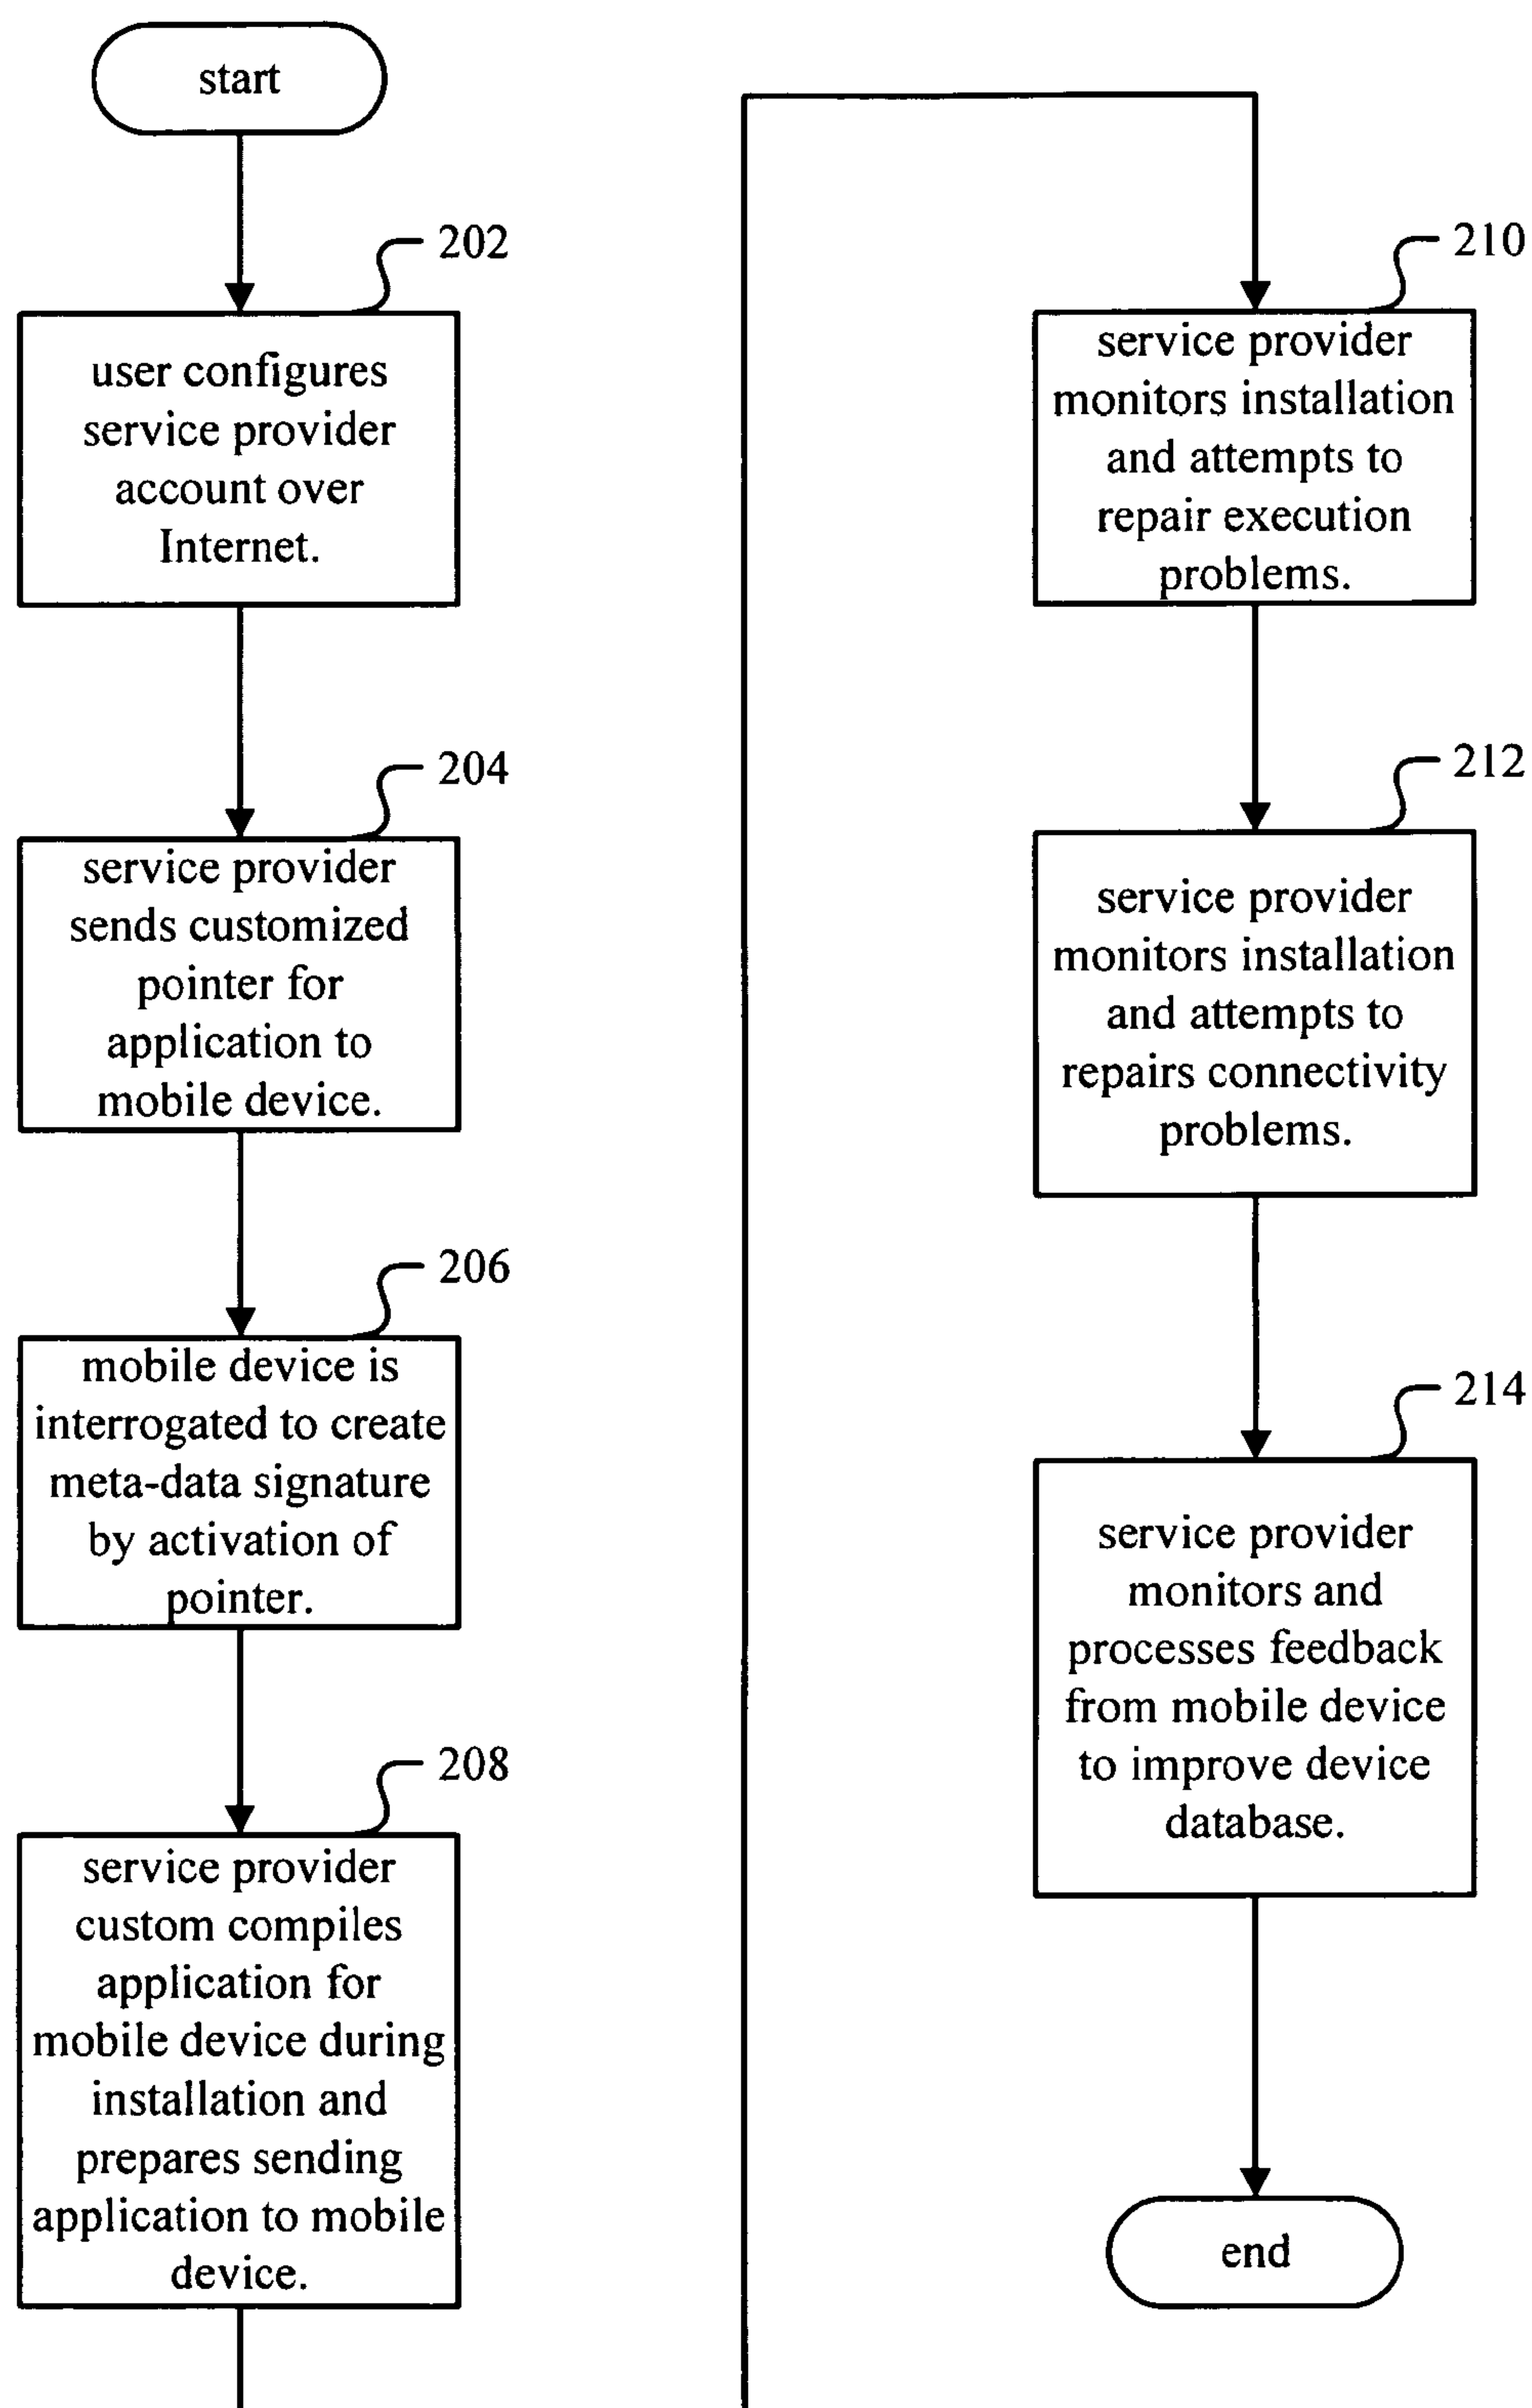 start
202
user configures
service provider
account over
Internet.
204
service provider
sends customized
pointer for
application to
mobile device.
206
mobile device is
interrogated to create
meta-data signature
by activation of
pointer.
208
service provider
custom compiles
application for
mobile device during
installation and
prepares sending
application to mobile
device.
210
service provider
monitors installation
and attempts to
repair execution
problems.
212
service provider
monitors installation
and attempts to
repairs connectivity
problems.
214
service provider
monitors and
processes feedback
from mobile device
to improve device
database.
end